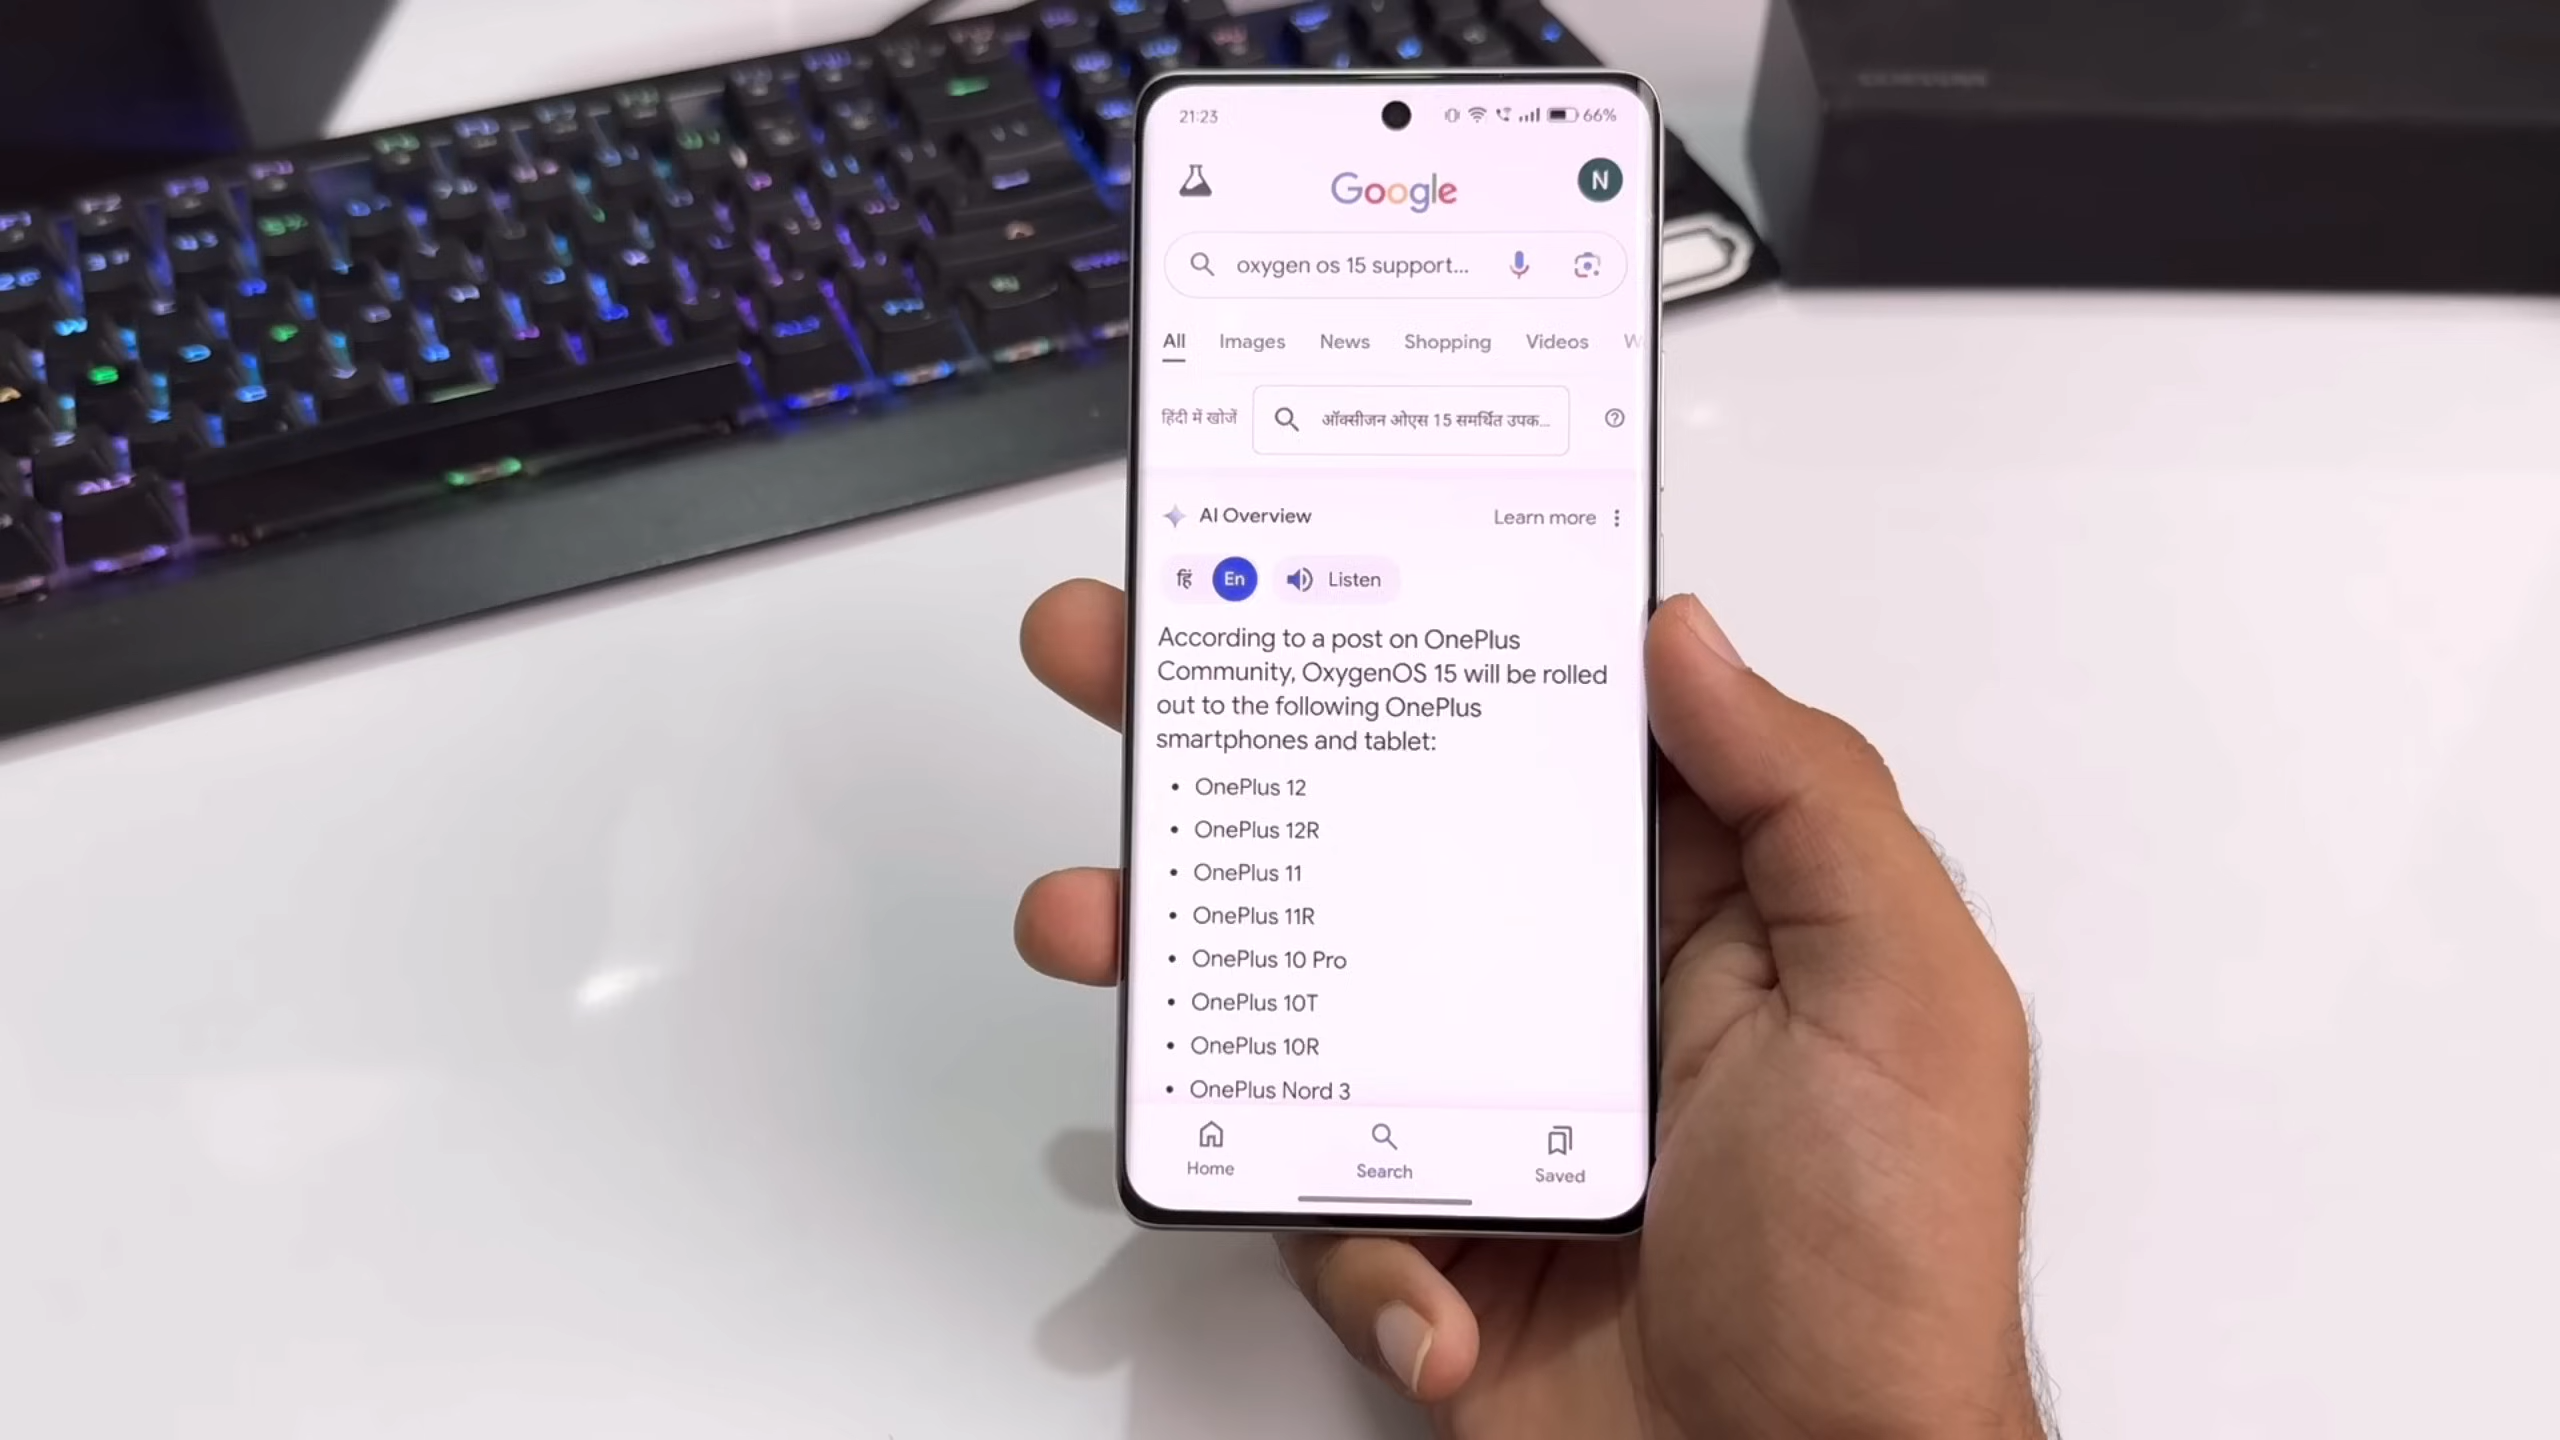 21:23
66%
Google
N
oxygen os 15 support...
All Images News Shopping Videos W
हिंदी में खोजें
ऑक्सीजन ओएस 15 समर्थित उपक...
AI Overview
Learn more
हिं En Listen
According to a post on OnePlus
Community, OxygenOS 15 will be rolled
out to the following OnePlus
smartphones and tablet:
• OnePlus 12
• OnePlus 12R
• OnePlus 11
• OnePlus 11R
• OnePlus 10 Pro
• OnePlus 10T
• OnePlus 10R
• OnePlus Nord 3
Home Search Saved